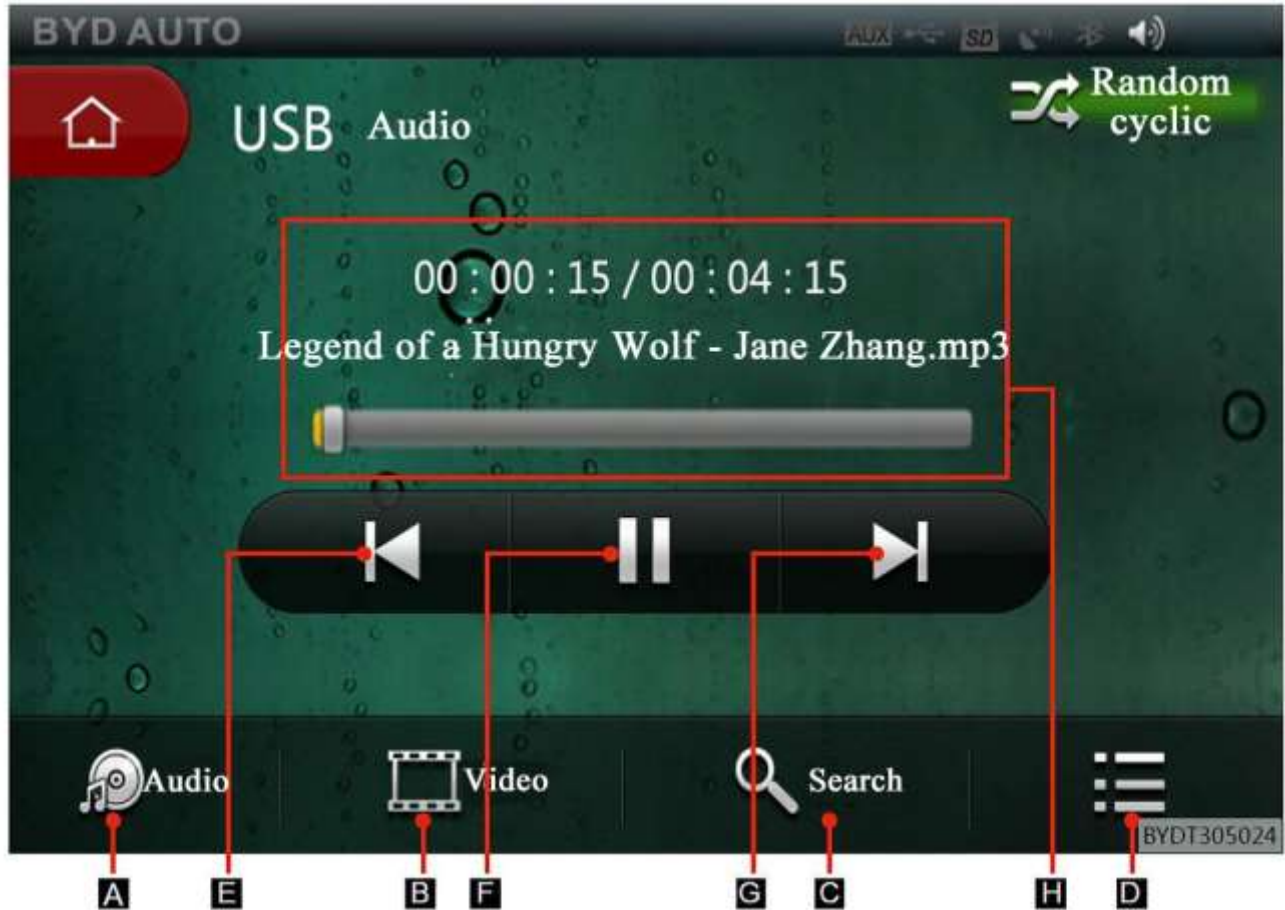 BYD AUTO
AUX SD
Random
cyclic
USB Audio
00 : 00 : 15 / 00 : 04 : 15
Legend of a Hungry Wolf - Jane Zhang.mp3
Audio
Video
Search
BYDT305024
A E B F G C H D